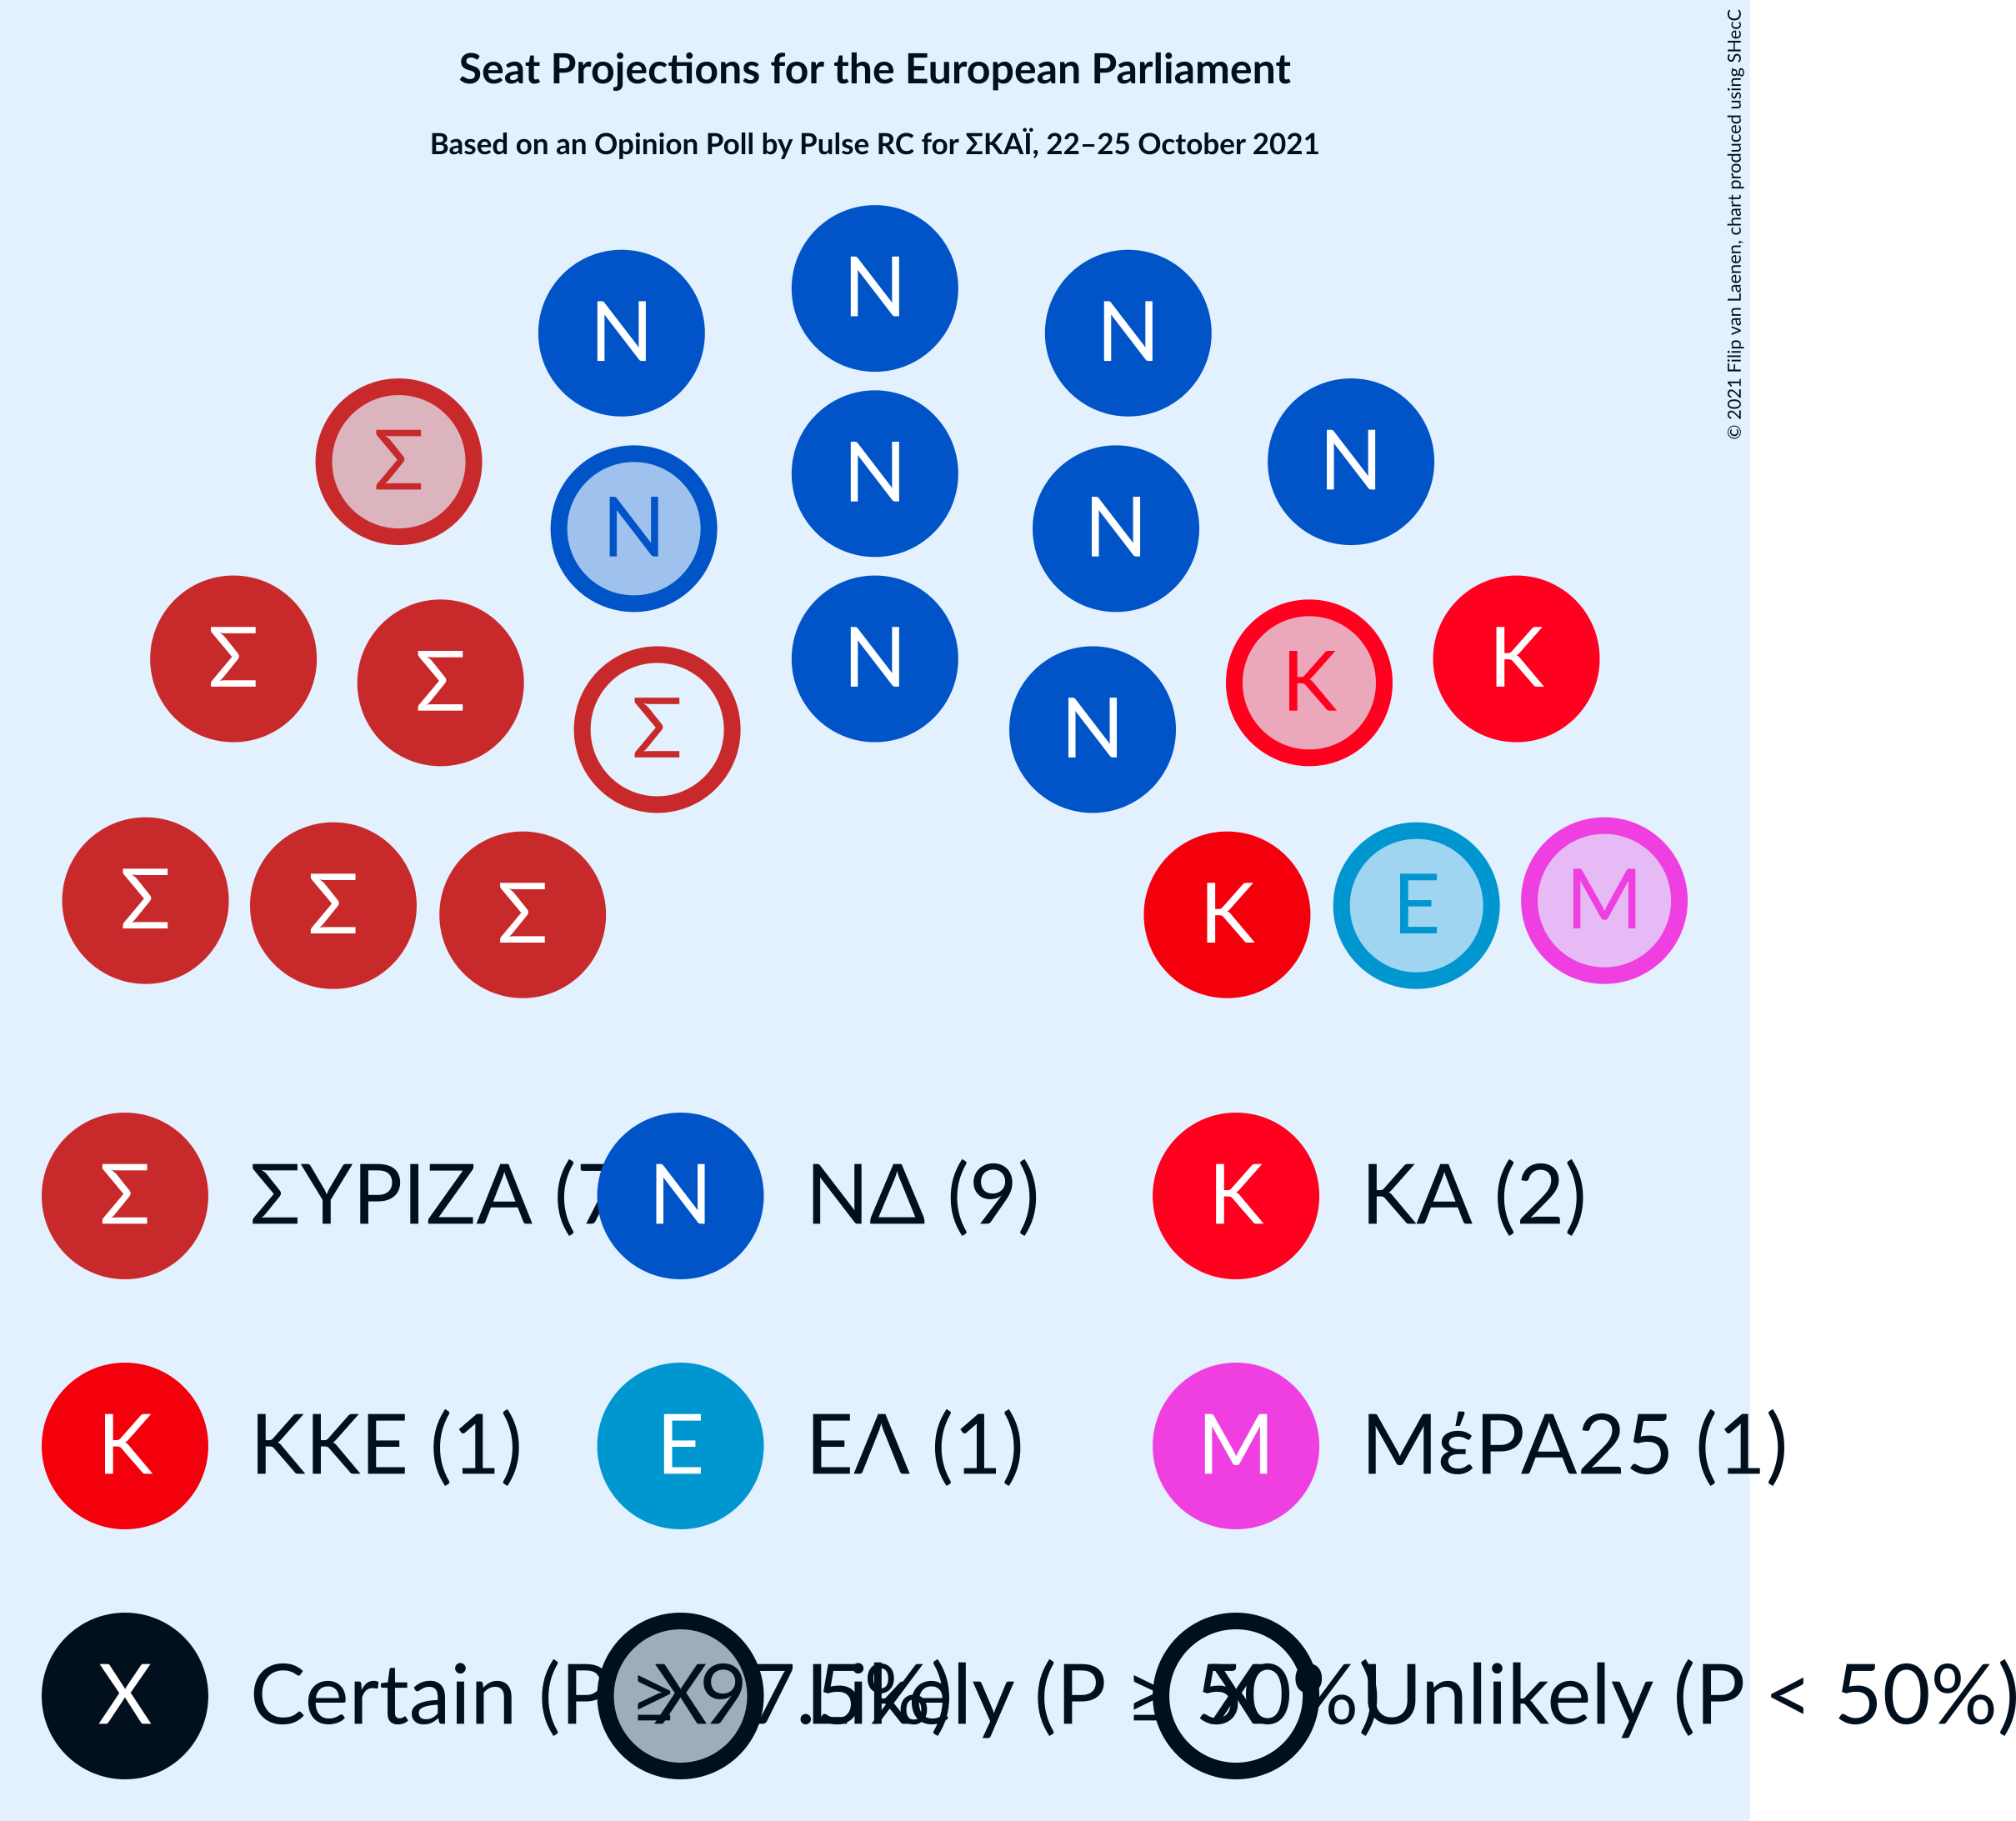 Seat Projections for the European Parliament
Based on an Opinion Poll by Pulse RC for ΣΚΑΪ, 22–25 October 2021
© 2021 Filip van Laenen, chart produced using SHecC
N
N N
Σ N
N
N N
N
Σ K
Σ K
Σ N
Σ M
Σ E
Σ K
Σ ΣΥΡΙΖΑ (7 N ΝΔ (9) K ΚΑ (2)
K ΚΚΕ (1) E ΕΛ (1) M ΜέΡΑ25 (1)
X Certain (P ≥ 97.5% X Likely (P ≥ 50%) X Unlikely (P < 50%)